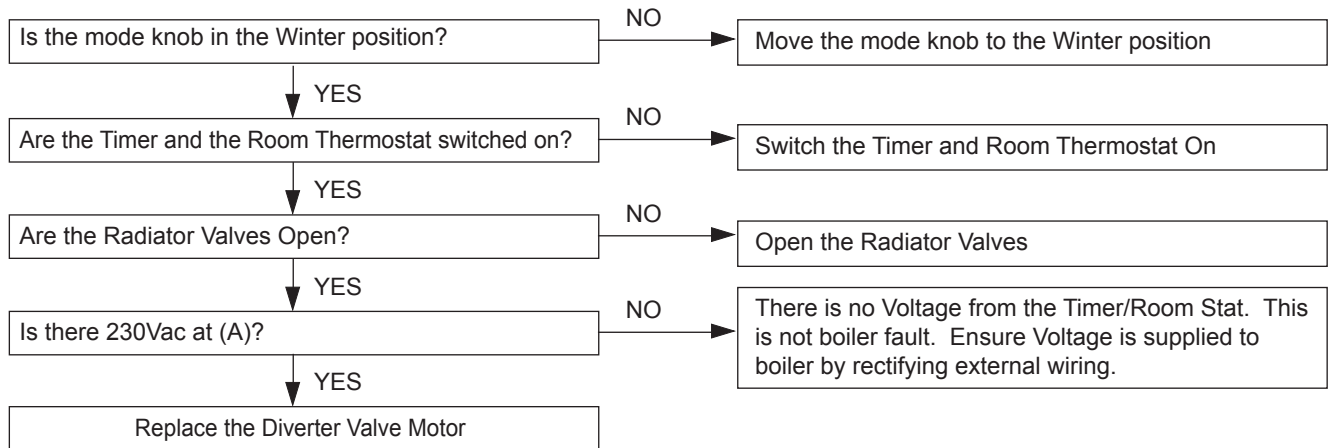 Is the mode knob in the Winter position?
NO
Move the mode knob to the Winter position
YES
Are the Timer and the Room Thermostat switched on?
NO
Switch the Timer and Room Thermostat On
YES
Are the Radiator Valves Open?
NO
Open the Radiator Valves
YES
Is there 230Vac at (A)?
NO
There is no Voltage from the Timer/Room Stat.  This
is not boiler fault.  Ensure Voltage is supplied to
boiler by rectifying external wiring.
YES
Replace the Diverter Valve Motor